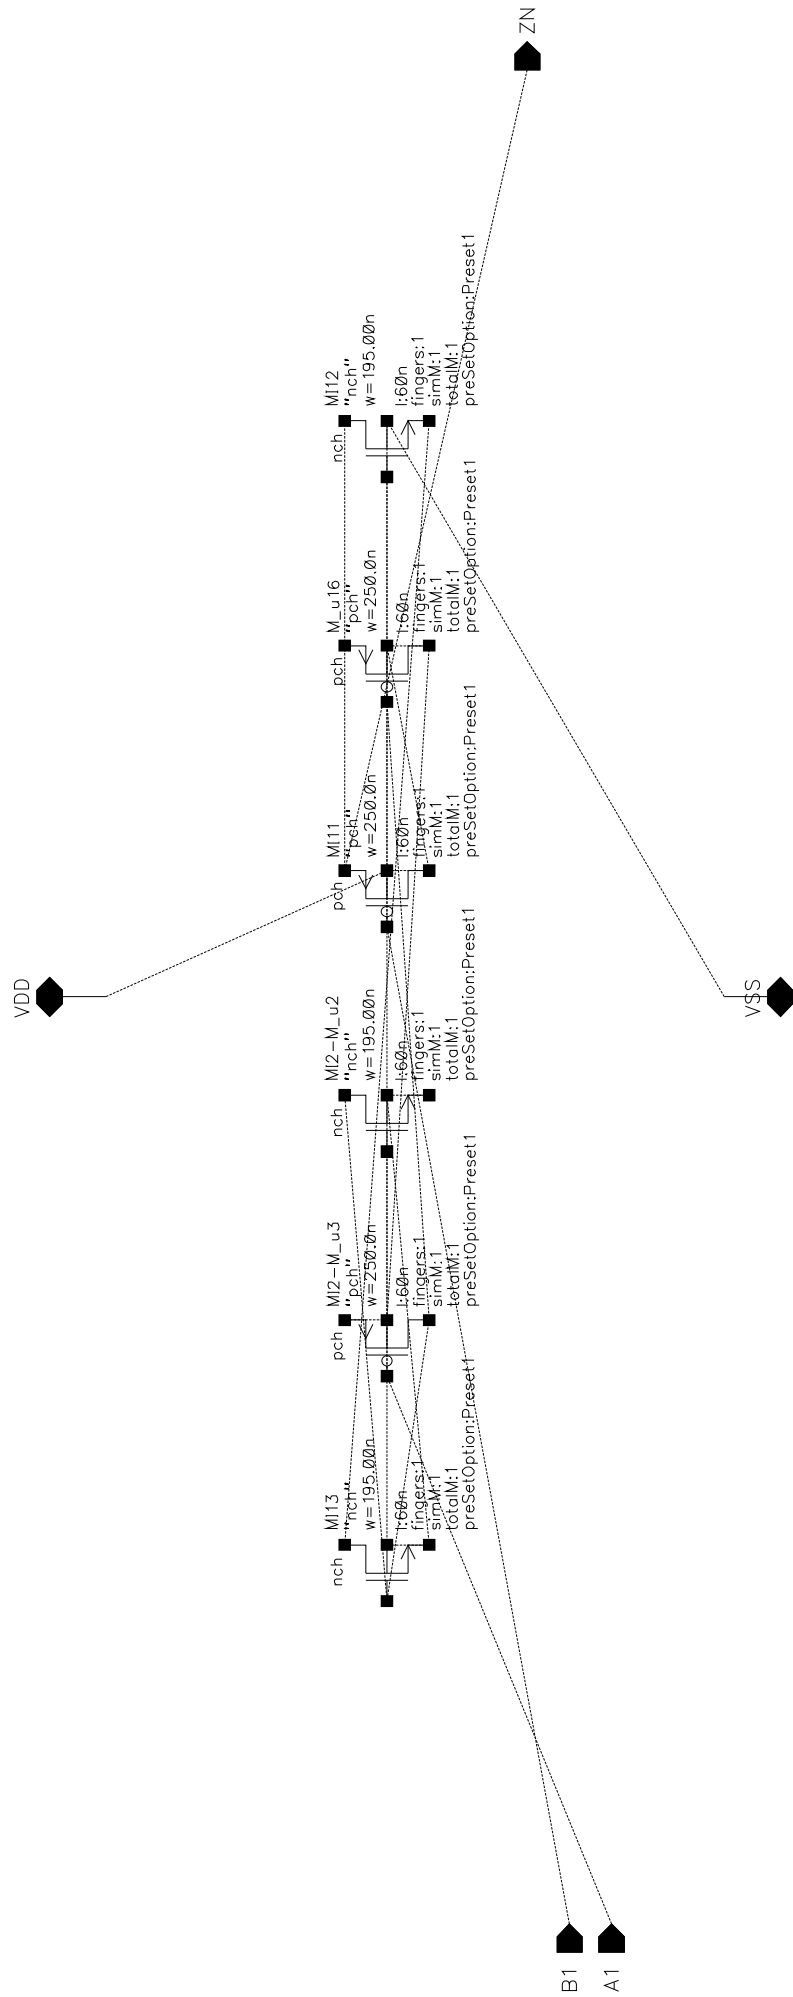 ZN
MI12
"nch"
w=195.00n
l:60n
fingers:1
simM:1
totalM:1
preSetOption:Preset1
nch
M_u16
"pch"
w=250.0n
l:60n
fingers:1
simM:1
totalM:1
preSetOption:Preset1
pch
MI11
"pch"
w=250.0n
l:60n
fingers:1
simM:1
totalM:1
preSetOption:Preset1
pch
VDD
VSS
MI2-M_u2
"nch"
w=195.00n
l:60n
fingers:1
simM:1
totalM:1
preSetOption:Preset1
nch
MI2-M_u3
"pch"
w=250.0n
l:60n
fingers:1
simM:1
totalM:1
preSetOption:Preset1
pch
MI13
"nch"
w=195.00n
l:60n
fingers:1
simM:1
totalM:1
preSetOption:Preset1
nch
B1
A1